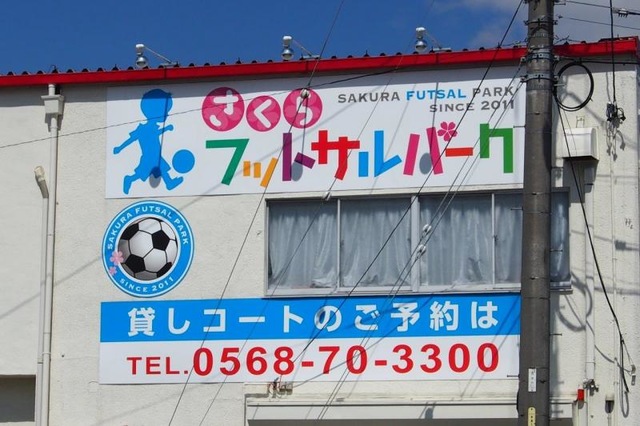 さくら
SAKURA FUTSAL PARK
SINCE 2011
フットサルパーク
SAKURA FUTSAL PARK
SINCE 2011
貸しコートのご予約は
TEL.0568-70-3300